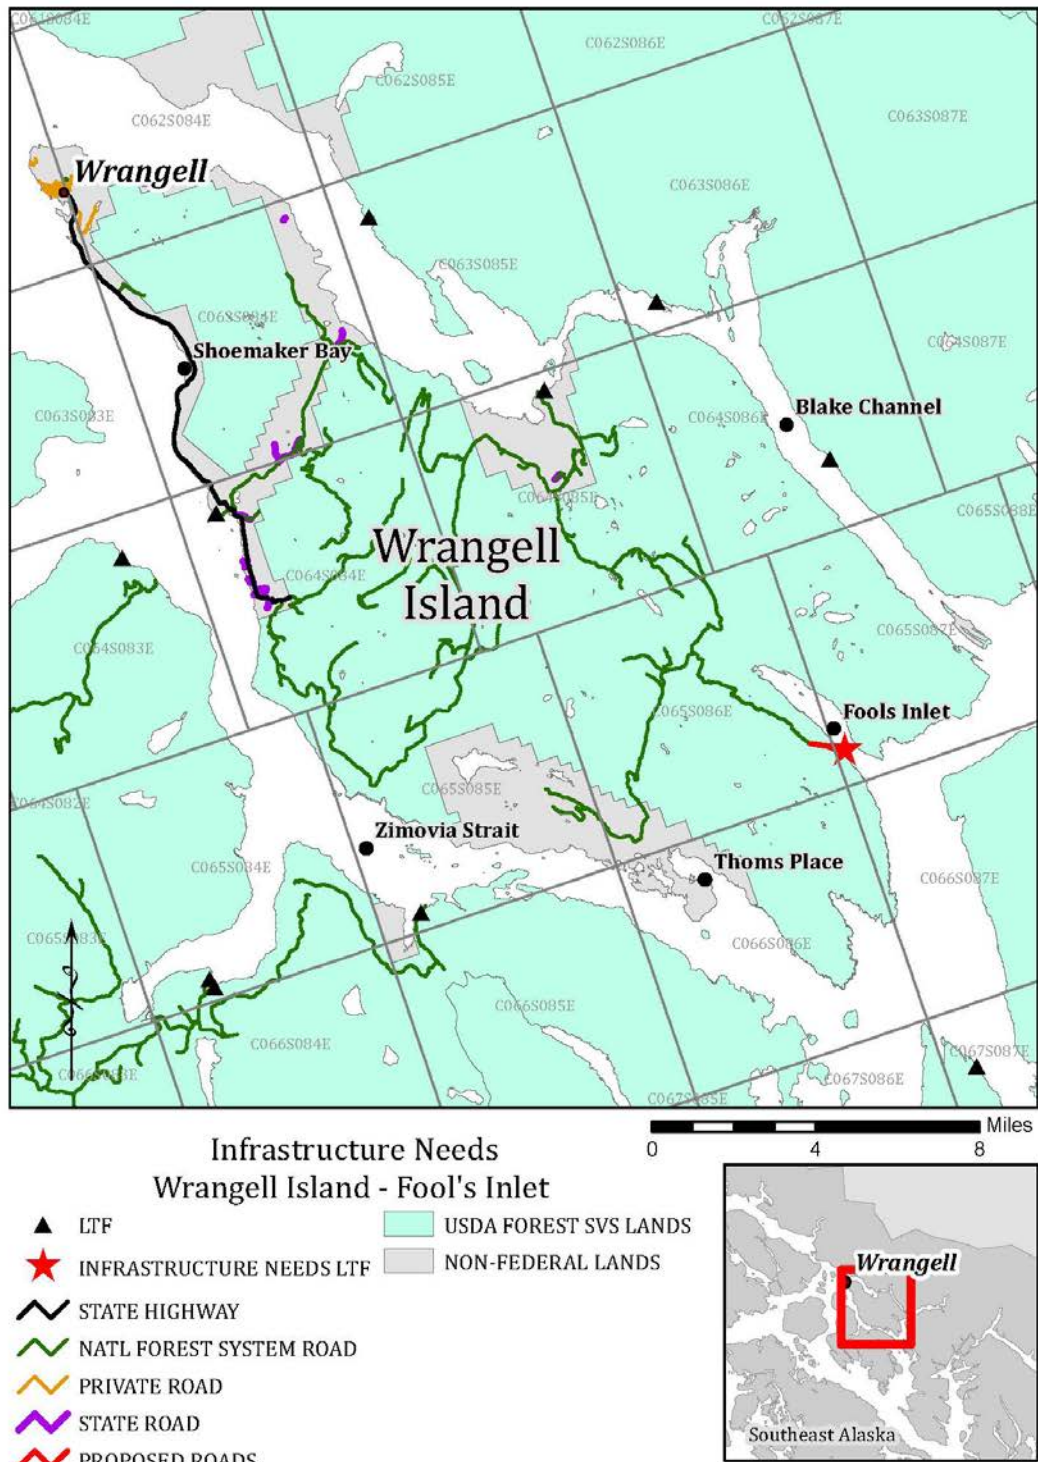 C061S084E
C062S087E
C062S086E
C062S085E
C062S084E
C063S087E
Wrangell
C063S086E
C063S085E
C063S084E
C064S087E
Shoemaker Bay
C063S083E
Blake Channel
C064S086E
C064S085E
C065S088E
Wrangell
Island
C064S084E
C064S083E
C065S087E
Fools Inlet
C065S086E
C065S085E
C064S082E
Zimovia Strait
Thoms Place
C065S084E
C066S087E
C065S083E
C066S086E
C066S085E
C066S084E
C067S087E
C066S083E
C067S086E
C067S085E
Miles
0 4 8
Infrastructure Needs
Wrangell Island - Fool's Inlet
LTF
USDA FOREST SVS LANDS
INFRASTRUCTURE NEEDS LTF
NON-FEDERAL LANDS
STATE HIGHWAY
NATL FOREST SYSTEM ROAD
PRIVATE ROAD
STATE ROAD
PROPOSED ROADS
Wrangell
Southeast Alaska